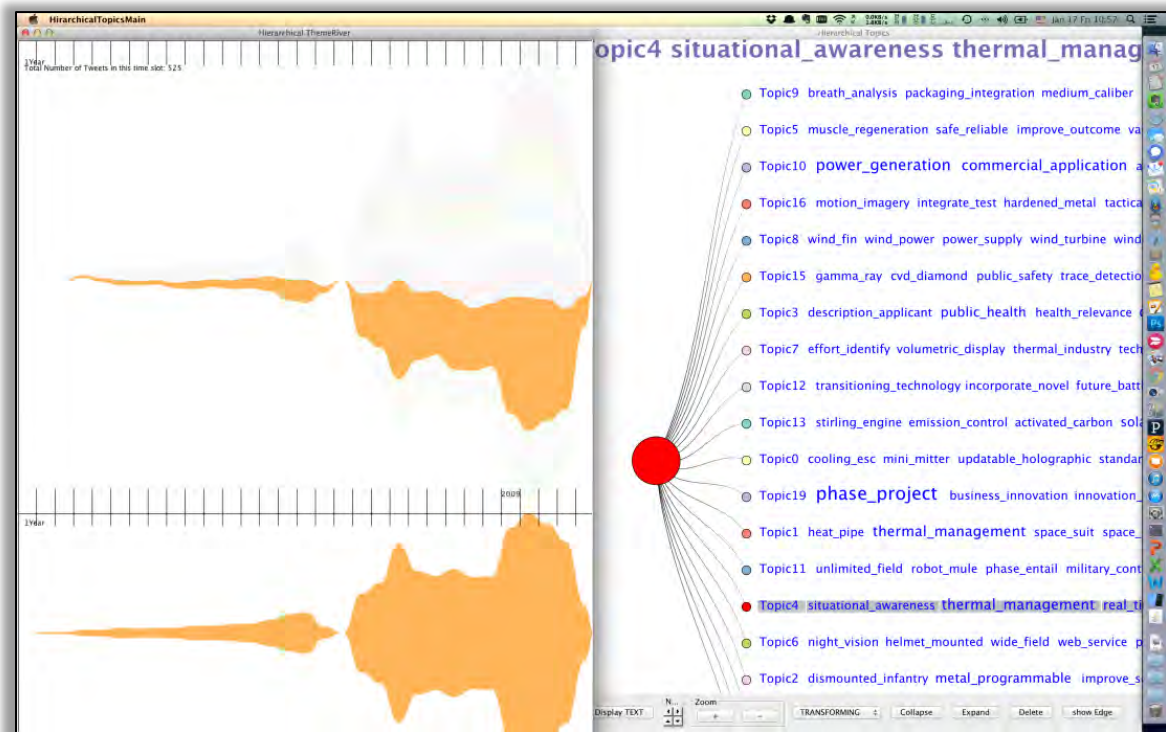 HirarchicalTopicsMain
Jan 17 Fri 10:57
Hierarchical ThemeRiver
Hierarchical Topics
1Year
Total Number of Tweets in this time slot: 525
opic4 situational_awareness thermal_manag
Topic9 breath_analysis packaging_integration medium_caliber
Topic5 muscle_regeneration safe_reliable improve_outcome va
Topic10 power_generation commercial_application a
Topic16 motion_imagery integrate_test hardened_metal tactica
Topic8 wind_fin wind_power power_supply wind_turbine wind
Topic15 gamma_ray cvd_diamond public_safety trace_detectio
Topic3 description_applicant public_health health_relevance
Topic7 effort_identify volumetric_display thermal_industry tech
Topic12 transitioning_technology incorporate_novel future_batt
Topic13 stirling_engine emission_control activated_carbon sola
Topic0 cooling_esc mini_mitter updatable_holographic standar
Topic19 phase_project business_innovation innovation_
Topic1 heat_pipe thermal_management space_suit space_
Topic11 unlimited_field robot_mule phase_entail military_cont
Topic4 situational_awareness thermal_management real_ti
Topic6 night_vision helmet_mounted wide_field web_service p
Topic2 dismounted_infantry metal_programmable improve_s
2009
1Year
Display TEXT
N...
Zoom
+
-
TRANSFORMING
Collapse
Expand
Delete
show Edge